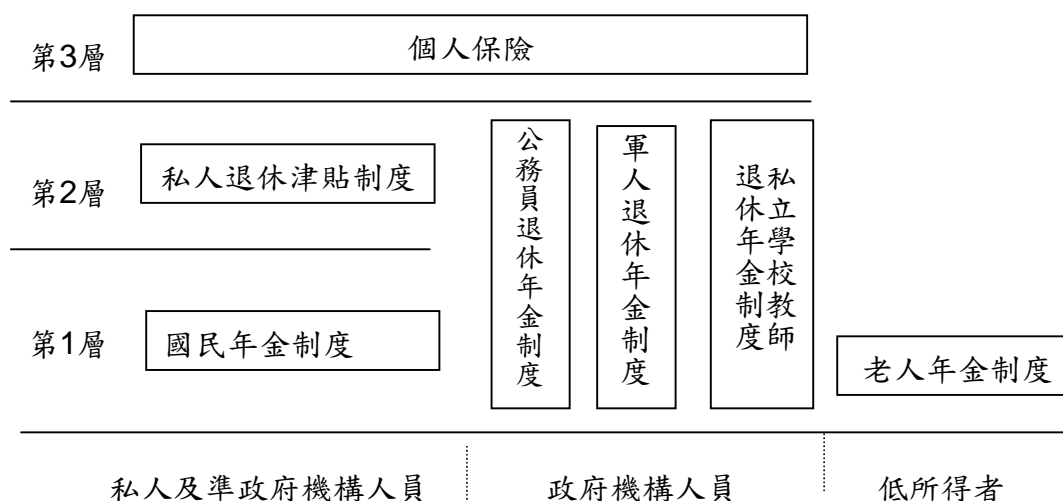 第3層
個人保險
第2層
私人退休津貼制度
公務員退休年金制度
軍人退休年金制度
私立學校教師
退休年金制度
第1層
國民年金制度
老人年金制度
私人及準政府機構人員
政府機構人員
低所得者